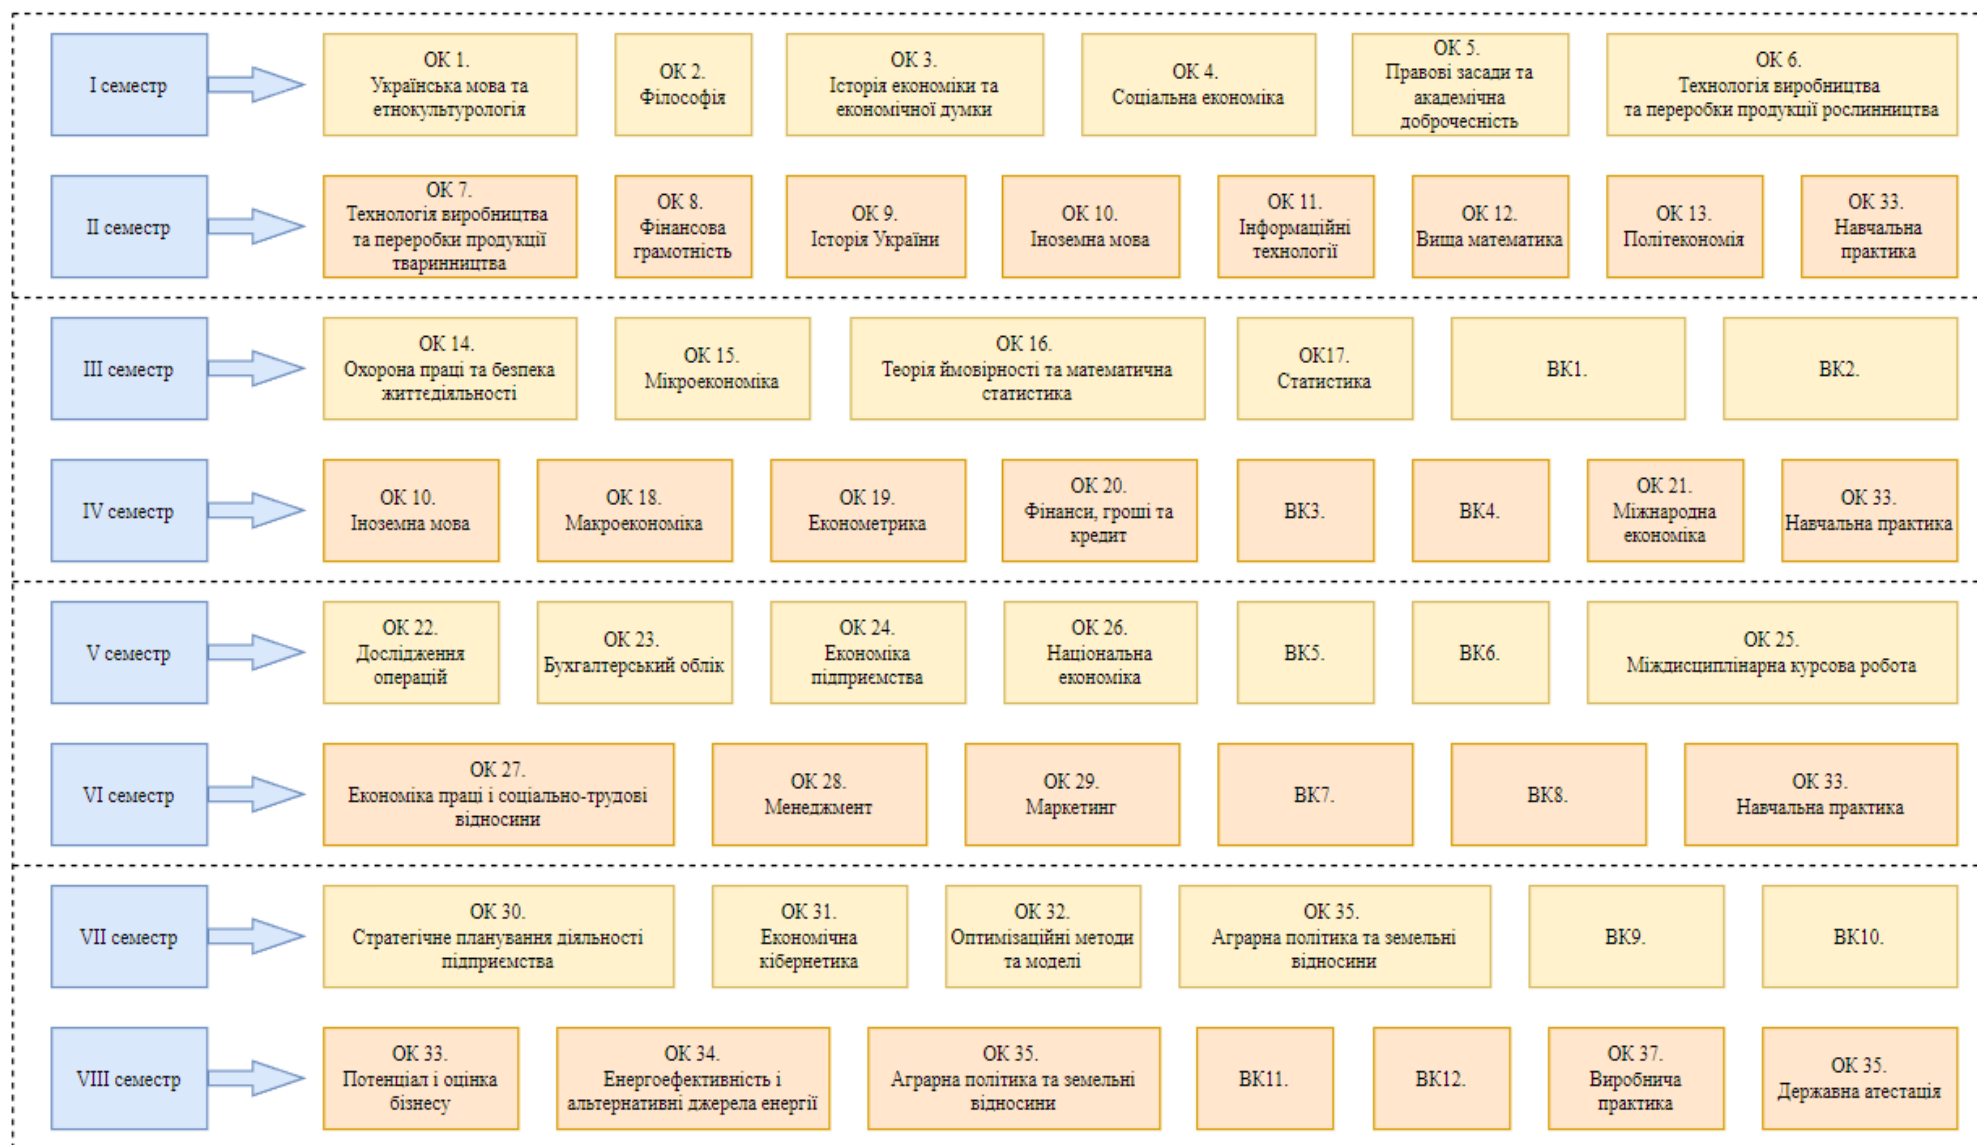 I семестр
ОК 1.
Українська мова та
етнокультурологія
ОК 2.
Філософія
ОК 3.
Історія економіки та
економічної думки
ОК 4.
Соціальна економіка
ОК 5.
Правові засади та
академічна
доброчесність
ОК 6.
Технологія виробництва
та переробки продукції рослинництва
II семестр
ОК 7.
Технологія виробництва
та переробки продукції
тваринництва
ОК 8.
Фінансова
грамотність
ОК 9.
Історія України
ОК 10.
Іноземна мова
ОК 11.
Інформаційні
технології
ОК 12.
Вища математика
ОК 13.
Політекономія
ОК 33.
Навчальна
практика
III семестр
ОК 14.
Охорона праці та безпека
життєдіяльності
ОК 15.
Мікроекономіка
ОК 16.
Теорія ймовірності та математична
статистика
ОК17.
Статистика
ВК1.
ВК2.
IV семестр
ОК 10.
Іноземна мова
ОК 18.
Макроекономіка
ОК 19.
Економетрика
ОК 20.
Фінанси, гроші та
кредит
ВК3.
ВК4.
ОК 21.
Міжнародна
економіка
ОК 33.
Навчальна практика
V семестр
ОК 22.
Дослідження
операцій
ОК 23.
Бухгалтерський облік
ОК 24.
Економіка
підприємства
ОК 26.
Національна
економіка
ВК5.
ВК6.
ОК 25.
Міждисциплінарна курсова робота
VI семестр
ОК 27.
Економіка праці і соціально-трудові
відносини
ОК 28.
Менеджмент
ОК 29.
Маркетинг
ВК7.
ВК8.
ОК 33.
Навчальна практика
VII семестр
ОК 30.
Стратегічне планування діяльності
підприємства
ОК 31.
Економічна
кібернетика
ОК 32.
Оптимізаційні методи
та моделі
ОК 35.
Аграрна політика та земельні
відносини
ВК9.
ВК10.
VIII семестр
ОК 33.
Потенціал і оцінка
бізнесу
ОК 34.
Енергоефективність і
альтернативні джерела енергії
ОК 35.
Аграрна політика та земельні
відносини
ВК11.
ВК12.
ОК 37.
Виробнича
практика
ОК 35.
Державна атестація